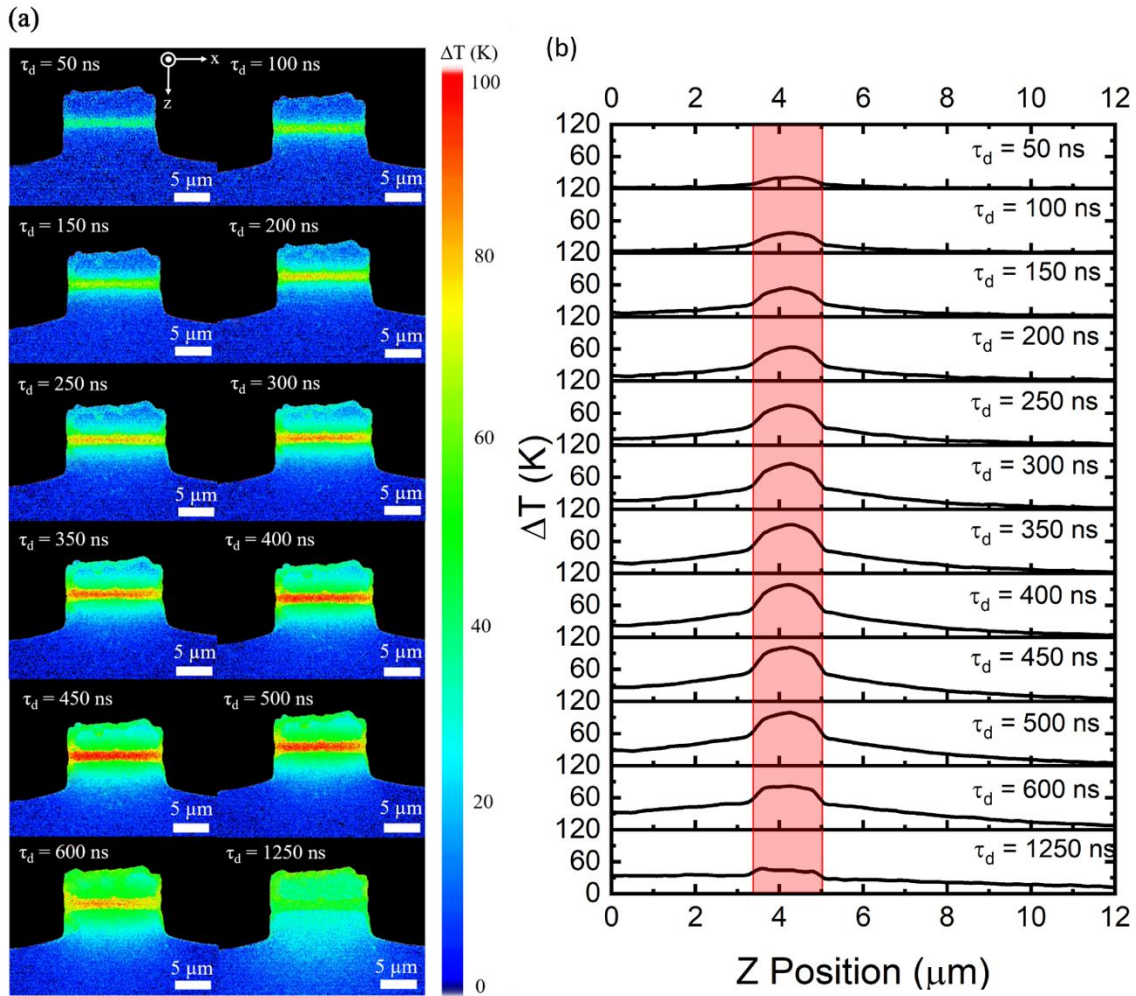 (a)
τd = 50 ns
x
z
τd = 100 ns
5 μm
5 μm
τd = 150 ns
τd = 200 ns
5 μm
5 μm
τd = 250 ns
τd = 300 ns
5 μm
5 μm
τd = 350 ns
τd = 400 ns
5 μm
5 μm
τd = 450 ns
τd = 500 ns
5 μm
5 μm
τd = 600 ns
τd = 1250 ns
5 μm
5 μm
ΔT (K)
100
80
60
40
20
0
(b)
0 2 4 6 8 10 12
120
60
τd = 50 ns
120
60
τd = 100 ns
120
60
τd = 150 ns
120
60
τd = 200 ns
120
60
τd = 250 ns
120
60
τd = 300 ns
120
60
τd = 350 ns
120
60
τd = 400 ns
120
60
τd = 450 ns
120
60
τd = 500 ns
120
60
τd = 600 ns
120
60
τd = 1250 ns
0
ΔT (K)
0 2 4 6 8 10 12
Z Position (μm)